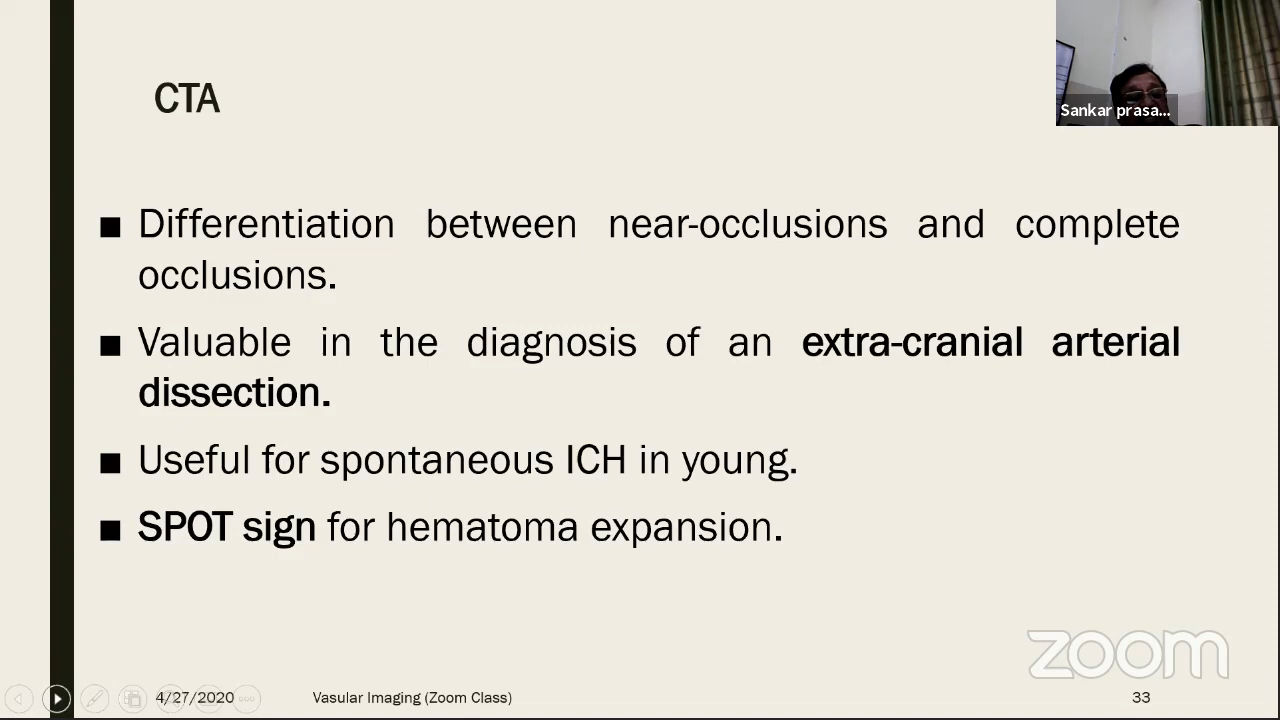 CTA
Sankar prasa...
■ Differentiation between near-occlusions and complete
occlusions.
■ Valuable in the diagnosis of an extra-cranial arterial
dissection.
■ Useful for spontaneous ICH in young.
■ SPOT sign for hematoma expansion.
zoom
4/27/2020 Vasular Imaging (Zoom Class) 33